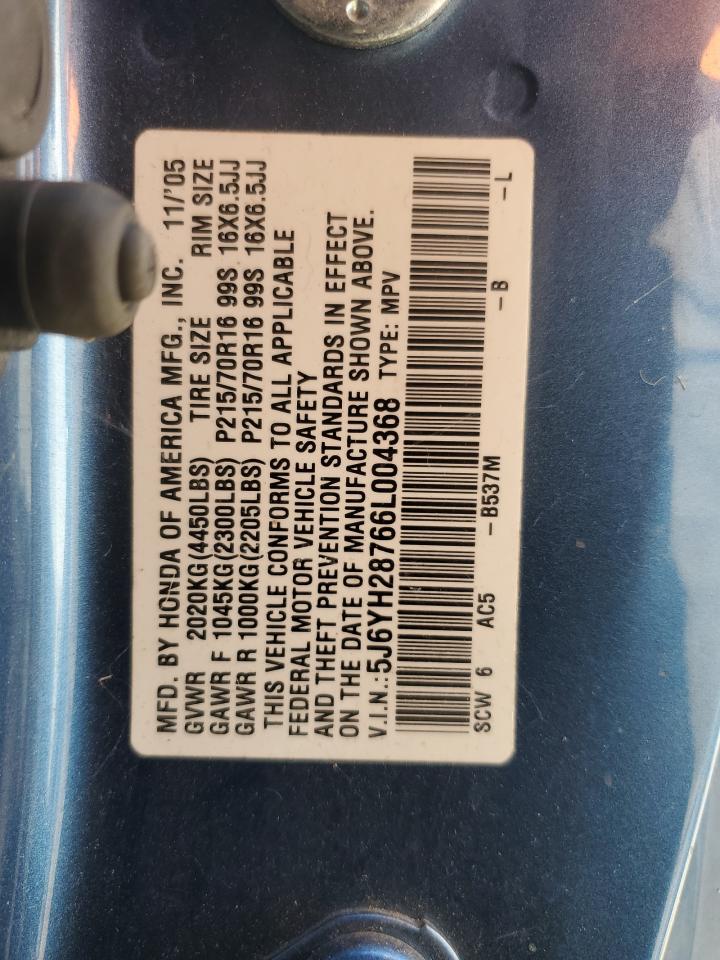 MFD. BY HONDA OF AMERICA MFG., INC. 11/'05
GVWR 2020KG(4450LBS) TIRE SIZE RIM SIZE
GAWR F 1045KG(2300LBS) P215/70R16 99S 16X6.5JJ
GAWR R 1000KG(2205LBS) P215/70R16 99S 16X6.5JJ
THIS VEHICLE CONFORMS TO ALL APPLICABLE
FEDERAL MOTOR VEHICLE SAFETY
AND THEFT PREVENTION STANDARDS IN EFFECT
ON THE DATE OF MANUFACTURE SHOWN ABOVE.
V.I.N.:5J6YH28766L004368 TYPE: MPV
SCW 6 AC5 -B537M -B -L